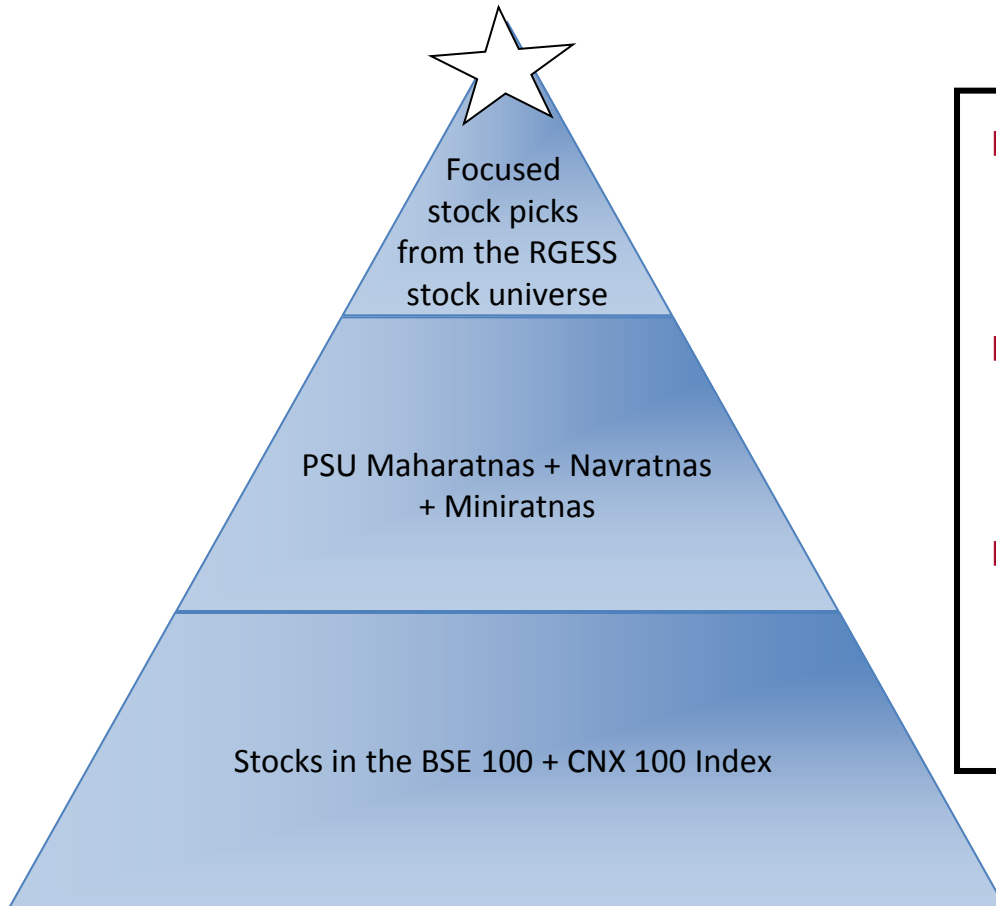 Focused
stock picks
from the RGESS
stock universe
PSU Maharatnas + Navratnas
+ Miniratnas
Stocks in the BSE 100 + CNX 100 Index